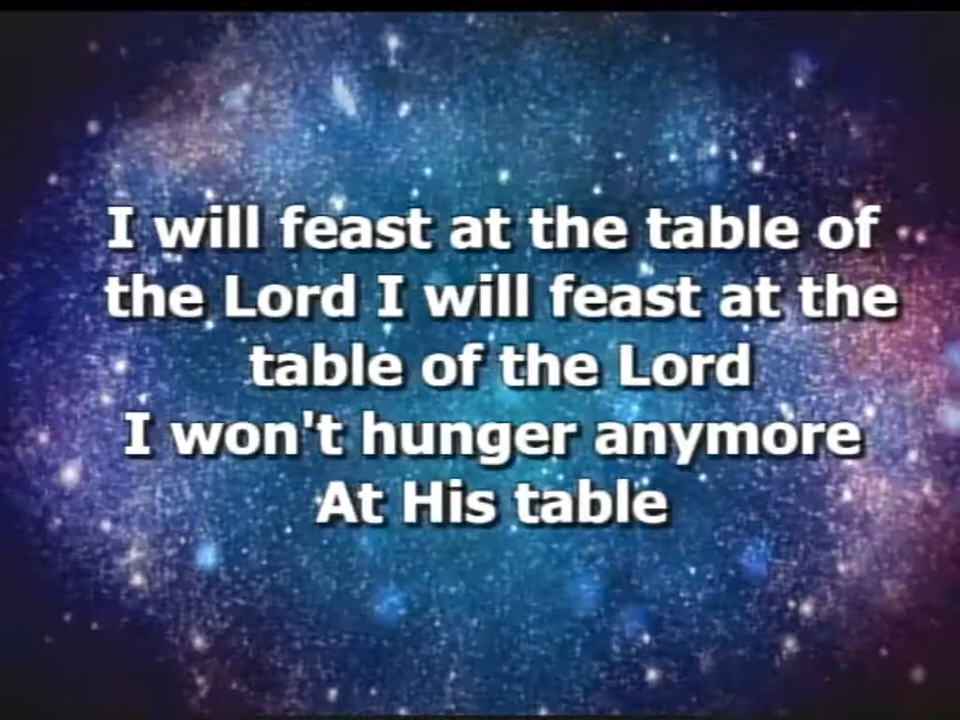 I will feast at the table of
the Lord I will feast at the
table of the Lord
I won't hunger anymore
At His table